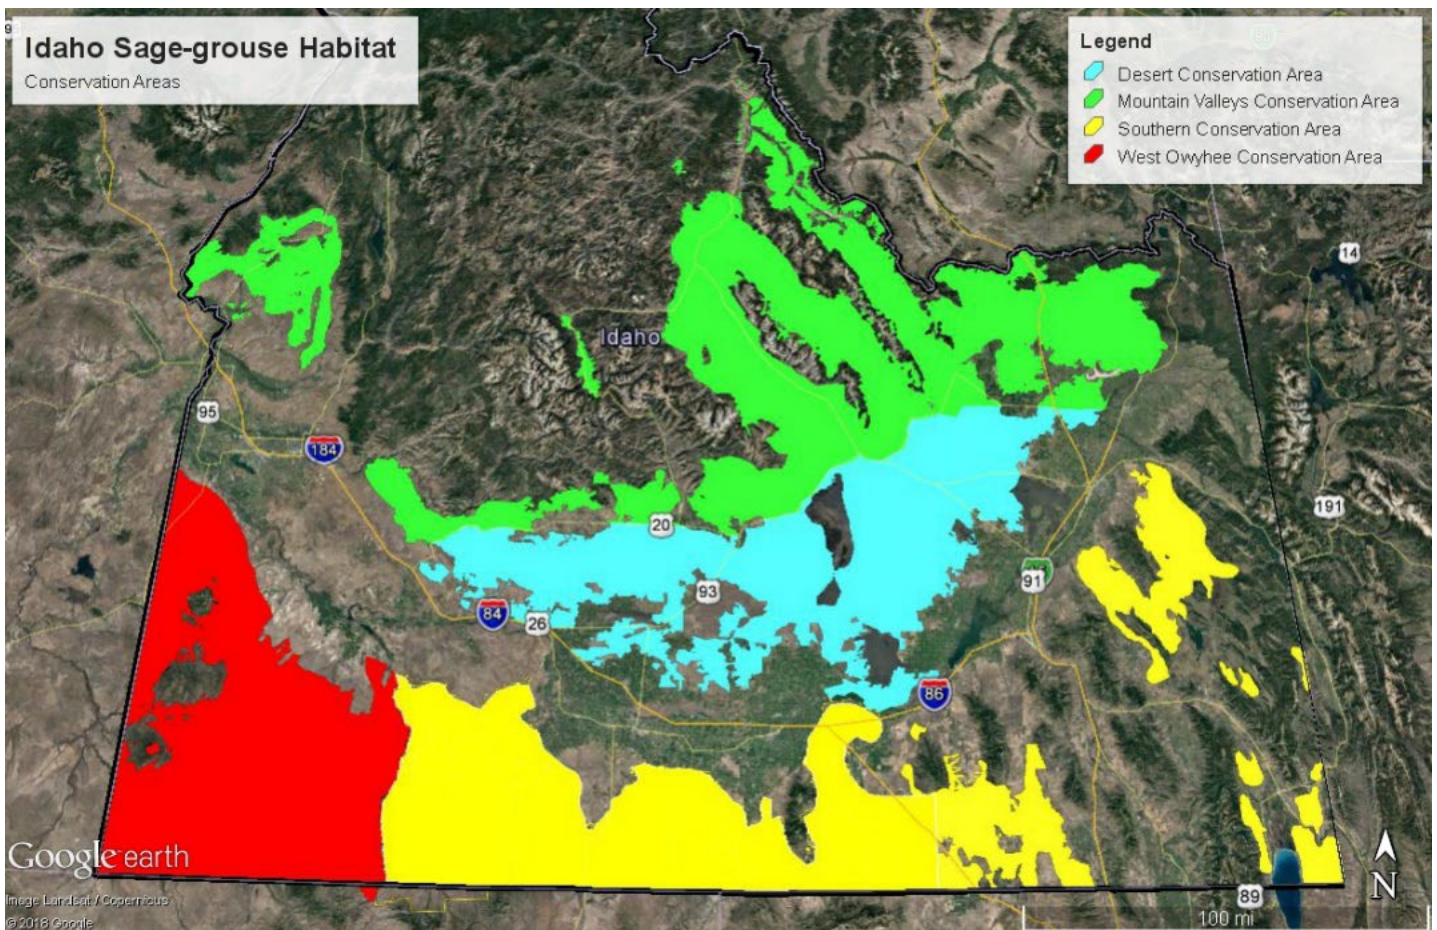 Idaho Sage-grouse Habitat
Conservation Areas
Legend
Desert Conservation Area
Mountain Valleys Conservation Area
Southern Conservation Area
West Owyhee Conservation Area
14
Idaho
95
184
191
20
93
91
84
26
86
Google earth
N
89
Image Landsat / Copernicus
© 2018 Google
100 mi